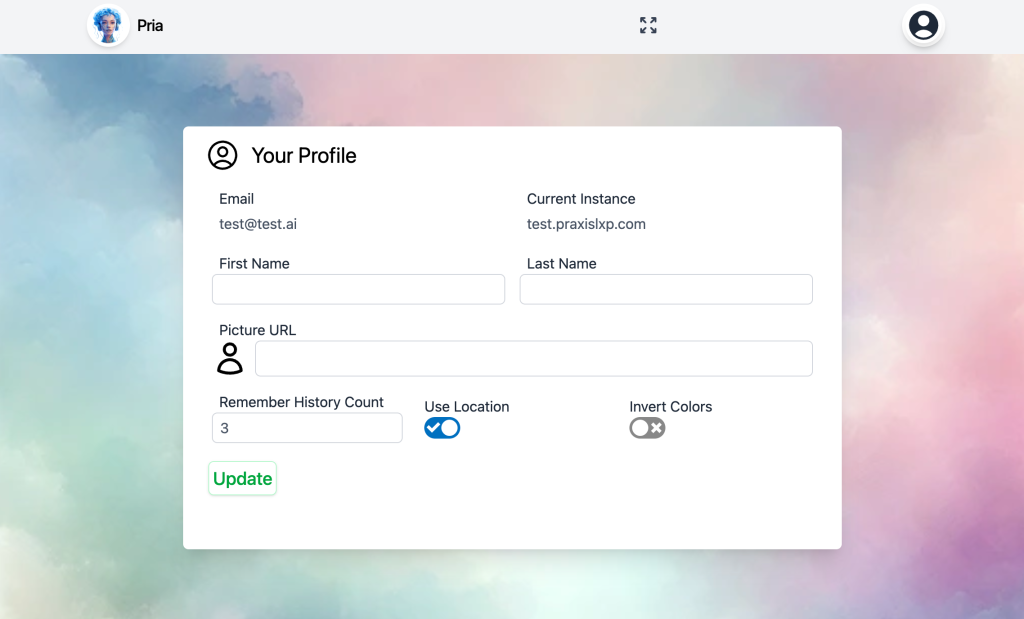 Pria
Your Profile
Email
Current Instance
test@test.ai
test.praxislxp.com
First Name
Last Name
Picture URL
Remember History Count
Use Location
Invert Colors
3
Update